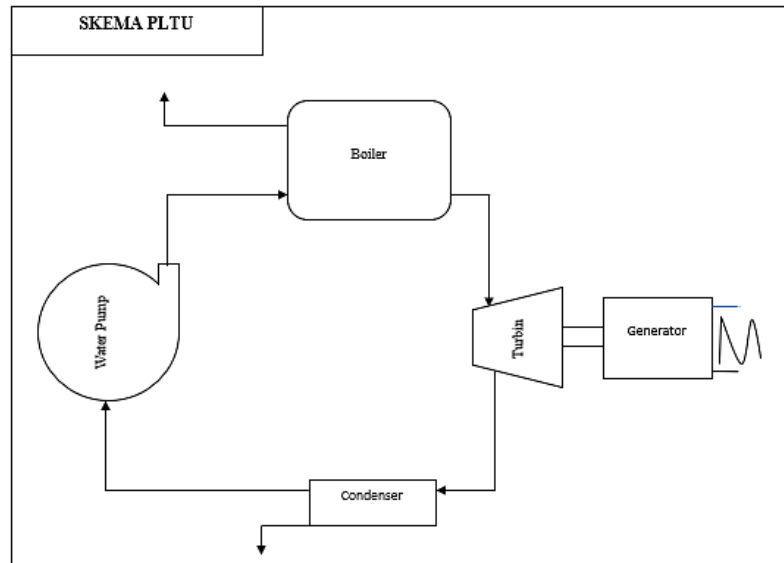 SKEMA PLTU
Boiler
Water Pump
Turbin
Generator
Condenser